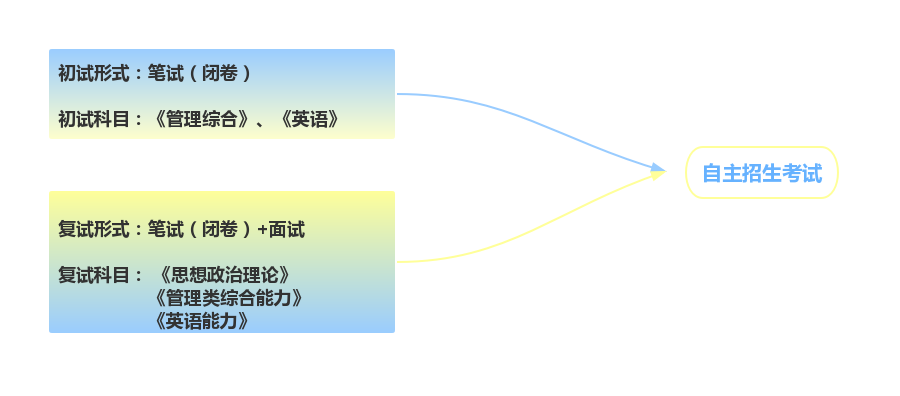 初试形式：笔试（闭卷）
初试科目：《管理综合》、《英语》
自主招生考试
复试形式：笔试（闭卷）+面试
复试科目： 《思想政治理论》
《管理类综合能力》
《英语能力》